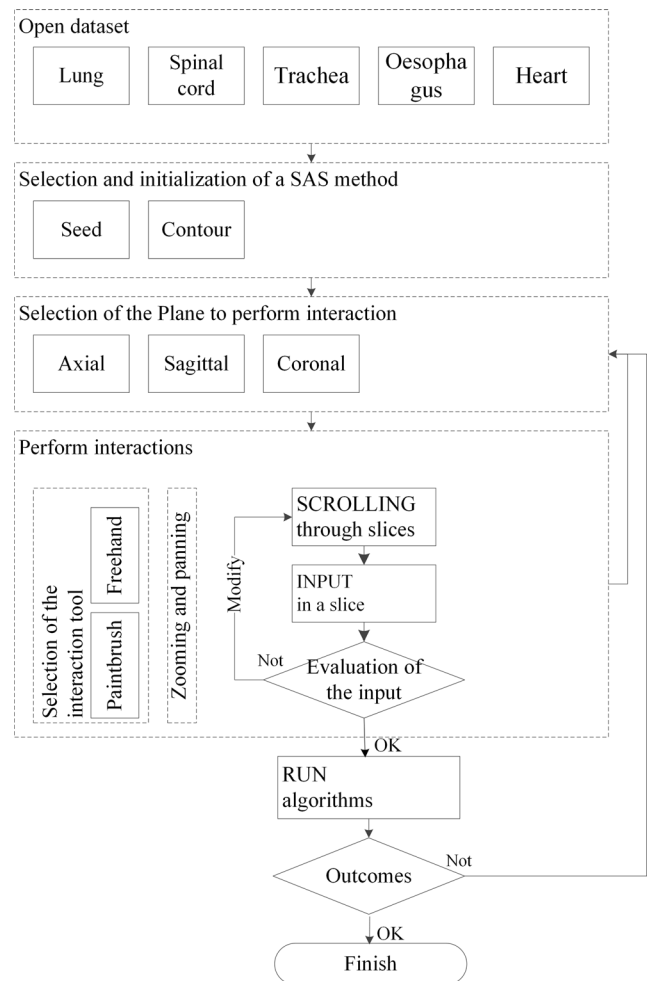 Open dataset
Lung
Spinal
cord
Trachea
Oesopha
gus
Heart
Selection and initialization of a SAS method
Seed
Contour
Selection of the Plane to perform interaction
Axial
Sagittal
Coronal
Perform interactions
Selection of the
interaction tool
Freehand
Paintbrush
Zooming and panning
Modify
SCROLLING
through slices
INPUT
in a slice
Not
Evaluation of
the input
OK
RUN
algorithms
Outcomes
Not
OK
Finish